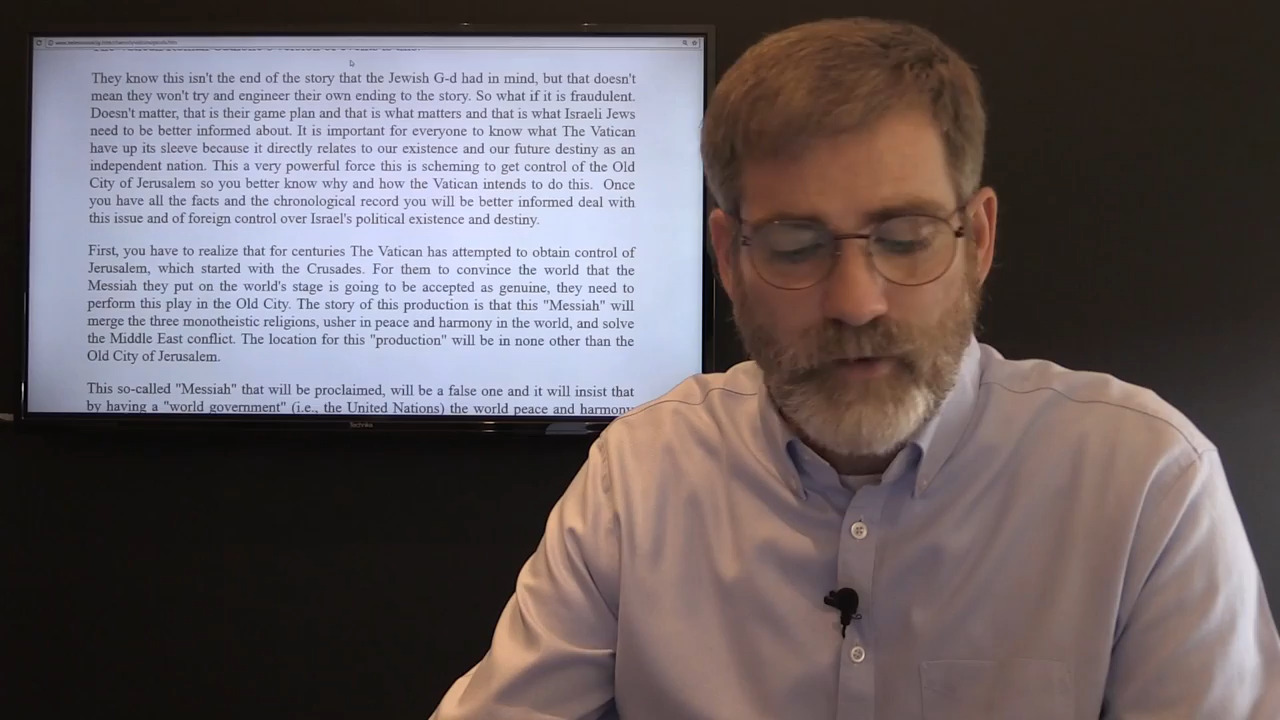 They know this isn't the end of the story that the Jewish G-d had in mind, but that doesn't
mean they won't try and engineer their own ending to the story. So what if it is fraudulent.
Doesn't matter, that is their game plan and that is what matters and that is what Israeli Jews
need to be better informed about. It is important for everyone to know what The Vatican
have up its sleeve because it directly relates to our existence and our future destiny as an
independent nation. This a very powerful force this is scheming to get control of the Old
City of Jerusalem so you better know why and how the Vatican intends to do this. Once
you have all the facts and the chronological record you will be better informed deal with
this issue and of foreign control over Israel's political existence and destiny.
First, you have to realize that for centuries The Vatican has attempted to obtain control of
Jerusalem, which started with the Crusades. For them to convince the world that the
Messiah they put on the world's stage is going to be accepted as genuine, they need to
perform this play in the Old City. The story of this production is that this "Messiah" will
merge the three monotheistic religions, usher in peace and harmony in the world, and solve
the Middle East conflict. The location for this "production" will be in none other than the
Old City of Jerusalem.
This so-called "Messiah" that will be proclaimed, will be a false one and it will insist that
by having a "world government" (i.e., the United Nations) the world peace and harmony
Technika